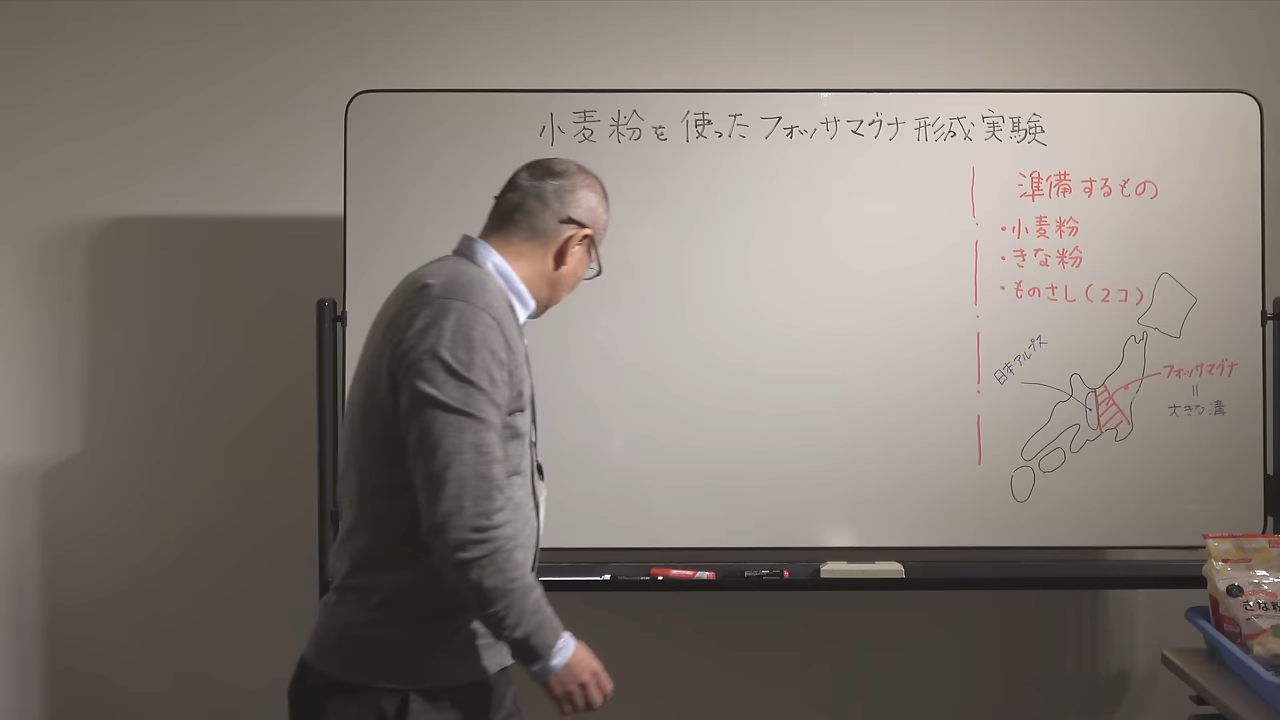 小麦粉を使ったフォッサマグナ形成実験
準備するもの
・小麦粉
・きな粉
・ものさし(2コ)
日本アルプス
フォッサマグナ
=
大きな溝
きな粉